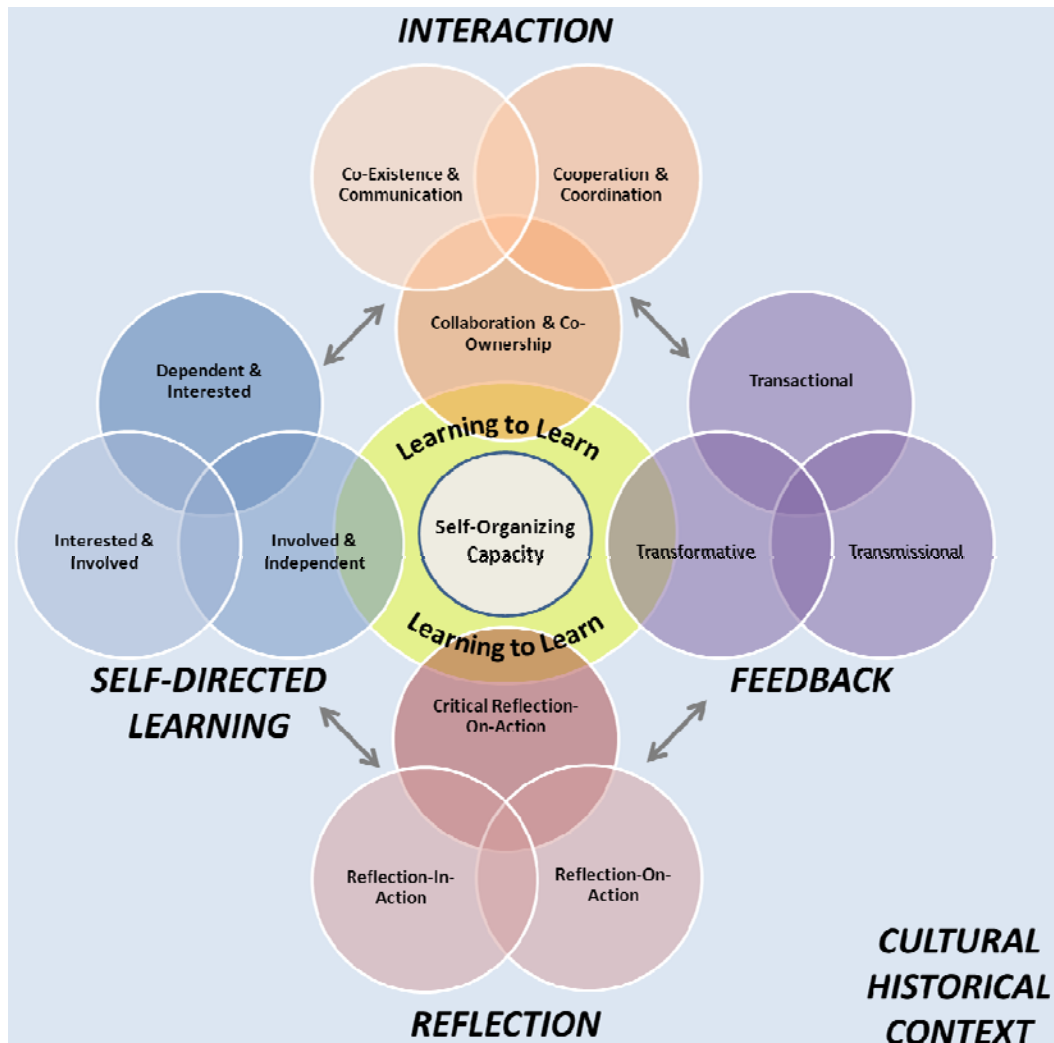 INTERACTION
Co-Existence &
Communication
Cooperation &
Coordination
Collaboration & Co-
Ownership
Dependent &
Interested
Interested &
Involved
Involved &
Independent
SELF-DIRECTED
LEARNING
Learning to Learn
Self-Organizing
Capacity
Learning to Learn
Transactional
Transformative
Transmissional
FEEDBACK
Critical Reflection-
On-Action
Reflection-In-
Action
Reflection-On-
Action
REFLECTION
CULTURAL
HISTORICAL
CONTEXT